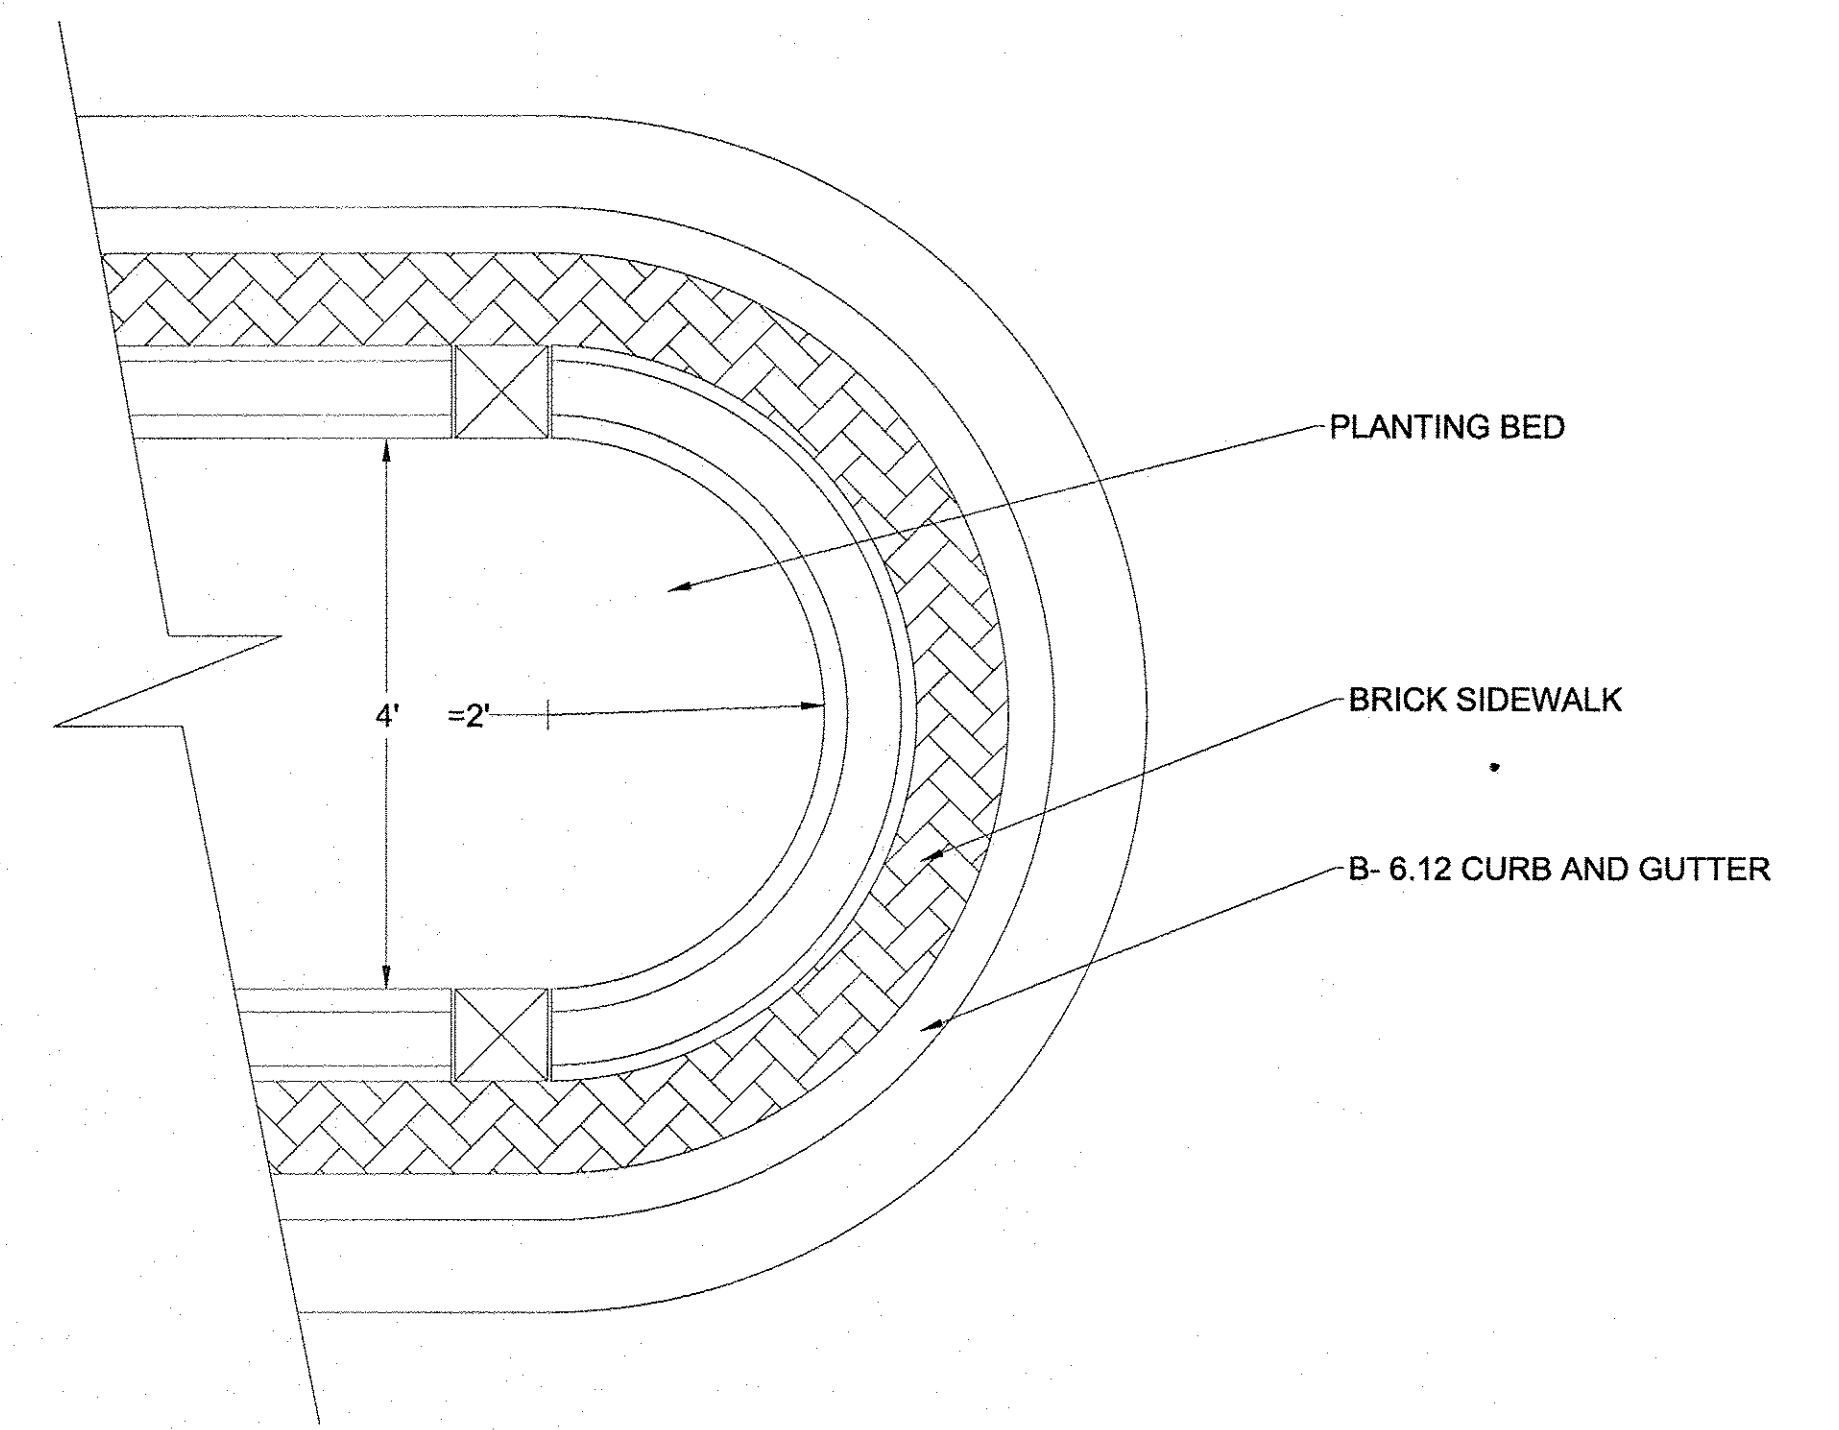 PLANTING BED
4'
=2'
BRICK SIDEWALK
B- 6.12 CURB AND GUTTER